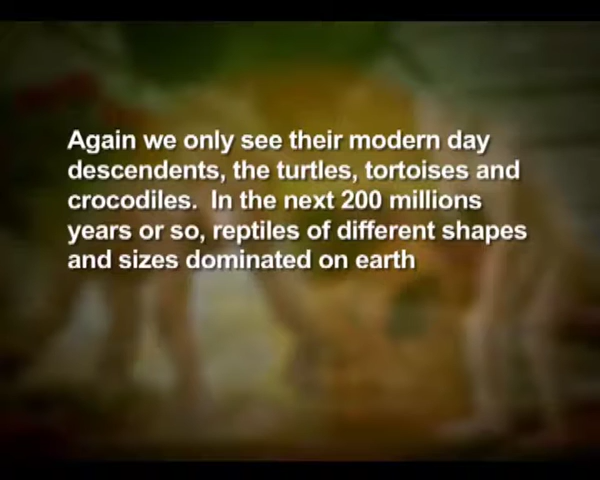 Again we only see their modern day
descendents, the turtles, tortoises and
crocodiles.  In the next 200 millions
years or so, reptiles of different shapes
and sizes dominated on earth